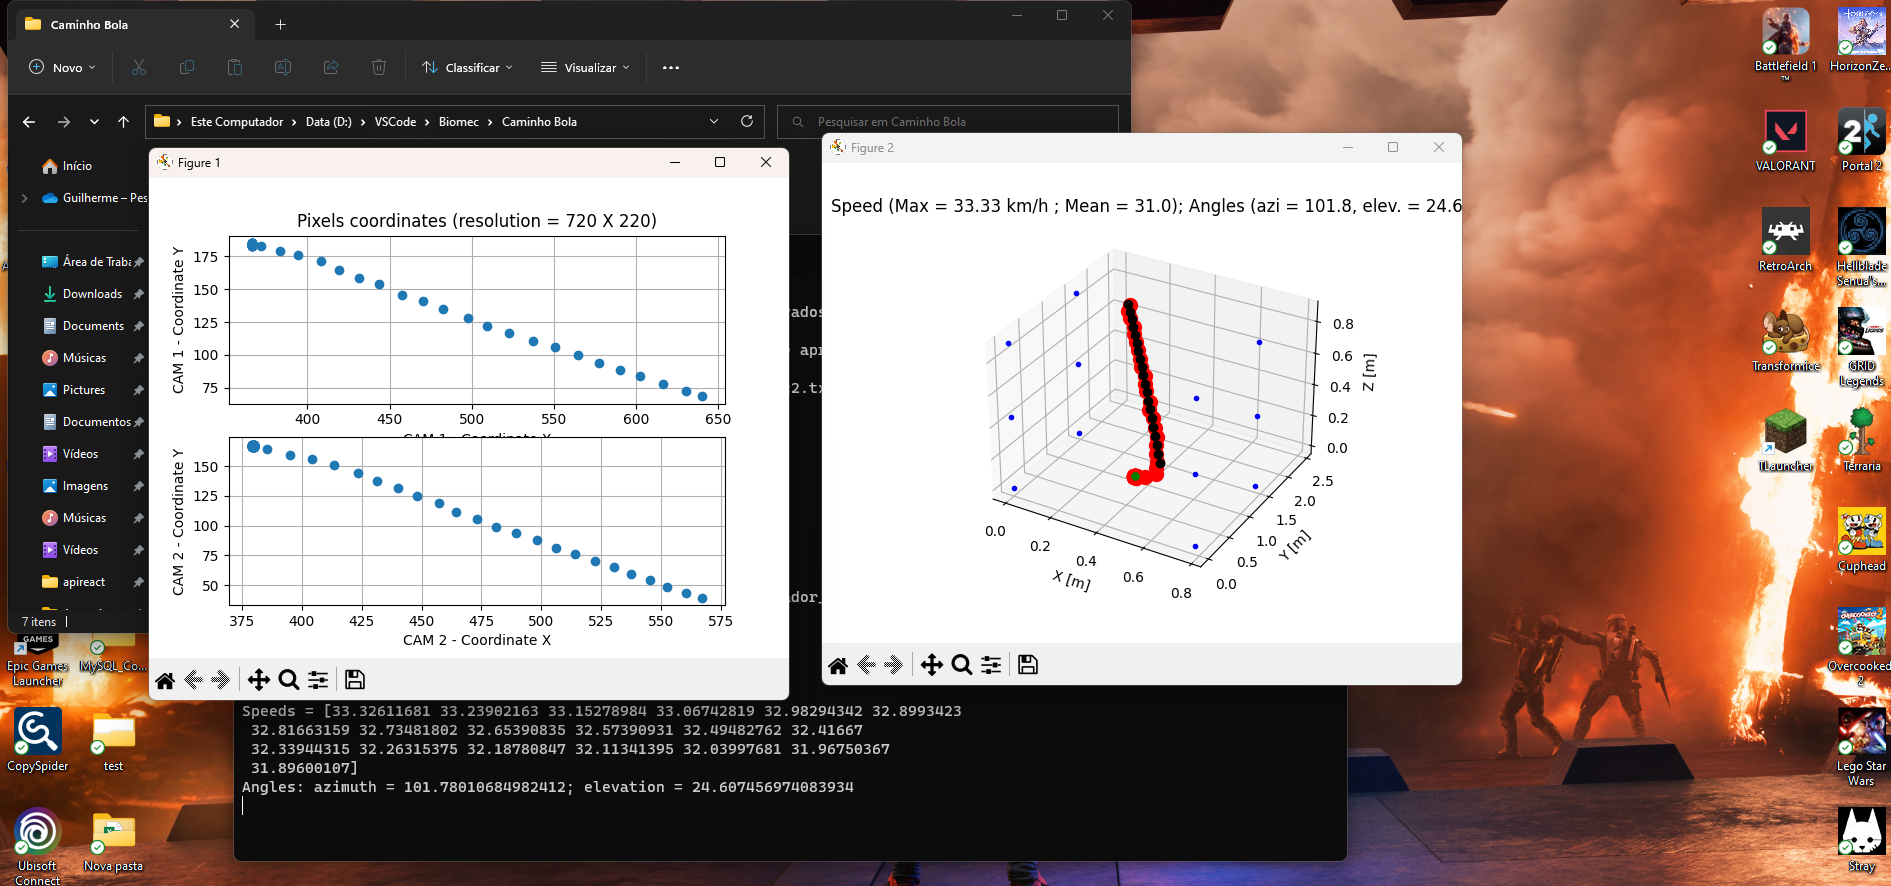 Caminho Bola
Novo
Classificar
Visualizar
Este Computador
Data (D:)
VSCode
Biomec
Caminho Bola
Pesquisar em Caminho Bola
Início
Guilherme – Pes
Área de Traba
Downloads
Documents
Músicas
Pictures
Documentos
Vídeos
Imagens
Músicas
Vídeos
apireact
7 itens
Figure 1
Pixels coordinates (resolution = 720 X 220)
CAM 1 - Coordinate Y
175
150
125
100
75
400
450
500
550
600
650
CAM 1 - Coordinate X
CAM 2 - Coordinate Y
150
125
100
75
50
375
400
425
450
475
500
525
550
575
CAM 2 - Coordinate X
ados
apr
2.tx
dor_
Figure 2
Speed (Max = 33.33 km/h ; Mean = 31.0); Angles (azi = 101.8, elev. = 24.6
0.8
0.6
0.4
0.2
0.0
Z [m]
2.5
2.0
1.5
1.0
0.5
0.0
Y [m]
0.0
0.2
0.4
0.6
0.8
X [m]
Speeds = [33.32611681 33.23902163 33.15278984 33.06742819 32.98294342 32.8993423
32.81663159 32.73481802 32.65390835 32.57390931 32.49482762 32.41667
32.33944315 32.26315375 32.18780847 32.11341395 32.03997681 31.96750367
31.89600107]
Angles: azimuth = 101.78010684982412; elevation = 24.607456974083934
GAMES
Epic Games
Launcher
MySQL_Co...
CopySpider
test
Ubisoft
Connect
Nova pasta
Battlefield 1
™
HorizonZe...
VALORANT
2
Portal 2
RetroArch
Hellblade
Senua's...
Transformice
GRID
Legends
TLauncher
Terraria
Cuphead
Overcooked
2
Lego Star
Wars
Stray